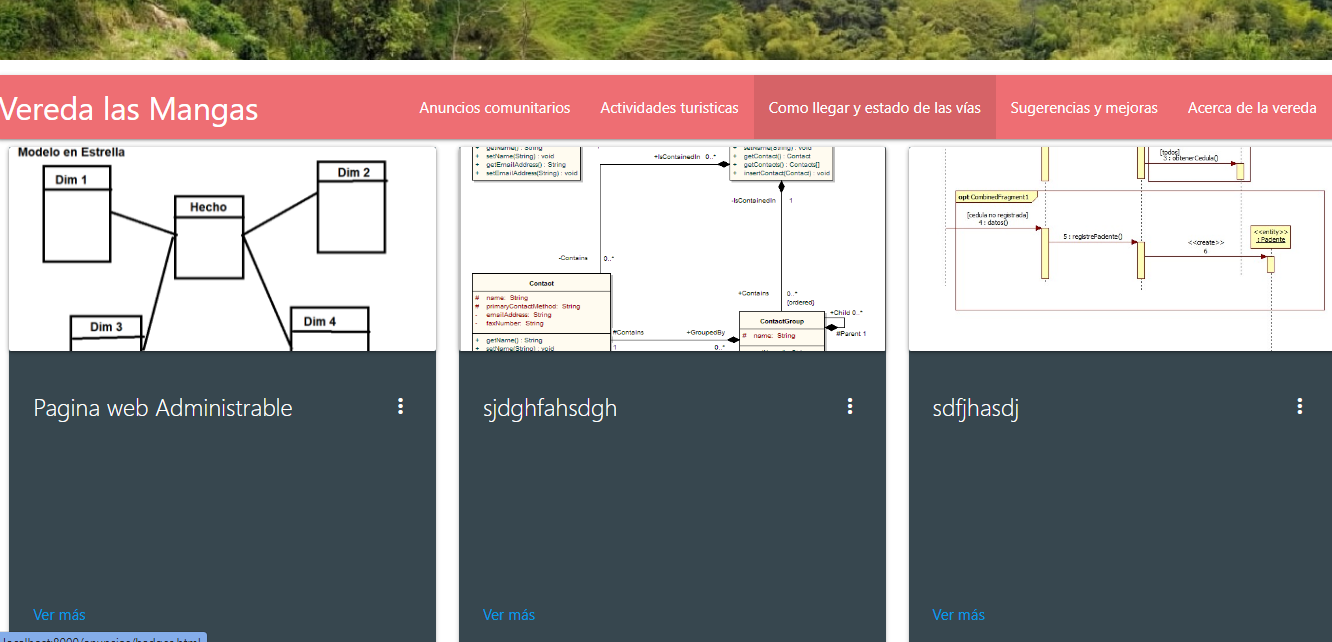 Vereda las Mangas
Anuncios comunitarios
Actividades turisticas
Como llegar y estado de las vías
Sugerencias y mejoras
Acerca de la vereda
Modelo en Estrella
Dim 1
Dim 2
Hecho
Dim 3
Dim 4
+ getName() : String
+ setName(String) : void
+ getEmailAddress() : String
+ setEmailAddress(String) : void
+IsContainedIn 0..*
+ setName(String) : void
+ getContact() : Contact
+ getContacts() : Contacts[]
+ insertContact(Contact) : void
-IsContainedIn 1
-Contains 0..*
Contact
# name: String
# primaryContactMethod: String
- emailAddress: String
- faxNumber: String
+ getName() : String
+ setName(String) : void
#Contains
1
+GroupedBy
0..*
+Contains 0..*
{ordered}
ContactGroup
# name: String
+Child 0..*
#Parent 1
[todos]
3 : obtenerCedula()
opt CombinedFragment1
[cedula no registrada]
4 : datos()
5 : registrePadente()
<<create>>
6
<<entity>>
: Padente
Pagina web Administrable
sjdghfahsdgh
sdfjhasdj
Ver más
Ver más
Ver más